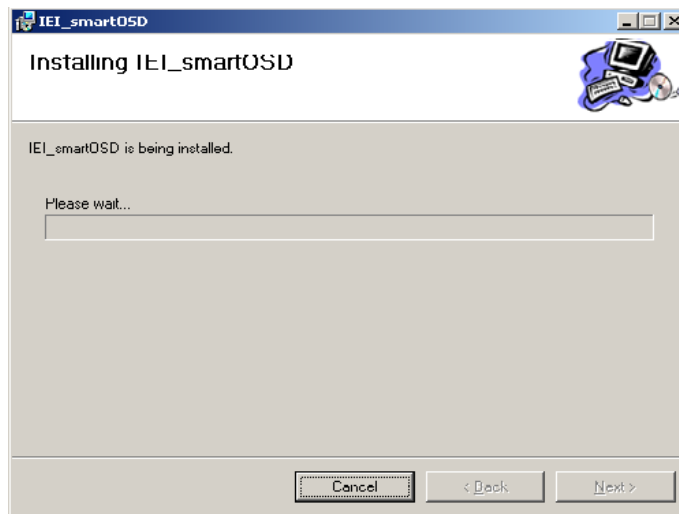 IEI_smartOSD
Installing IEI_smartOSD
IEI_smartOSD is being installed.
Please wait...
Cancel
< Back
Next >